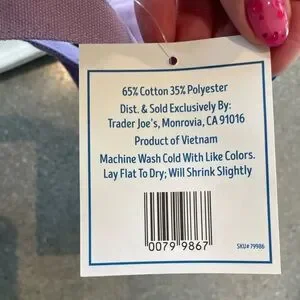 65% Cotton 35% Polyester
Dist. & Sold Exclusively By:
Trader Joe's, Monrovia, CA 91016
Product of Vietnam
Machine Wash Cold With Like Colors.
Lay Flat To Dry; Will Shrink Slightly
0079 9867
SKU# 79986